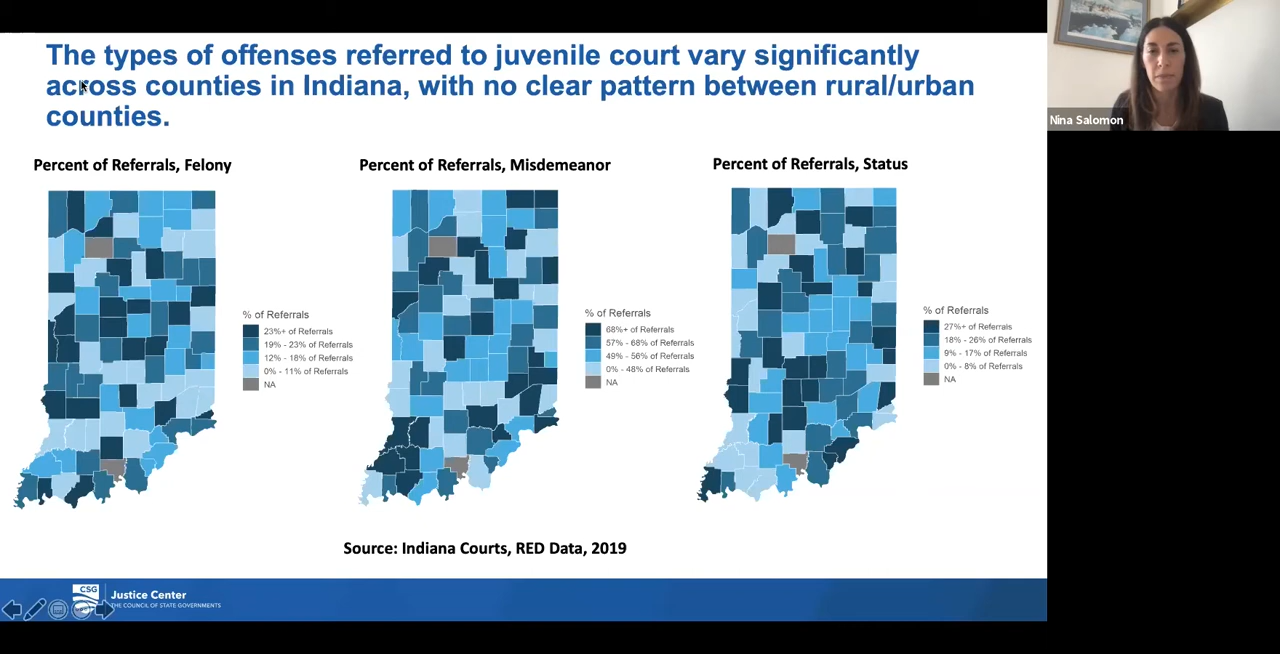 The types of offenses referred to juvenile court vary significantly
across counties in Indiana, with no clear pattern between rural/urban
counties.
Nina Salomon
Percent of Referrals, Felony
Percent of Referrals, Misdemeanor
Percent of Referrals, Status
% of Referrals
23%+ of Referrals
19% - 23% of Referrals
12% - 18% of Referrals
0% - 11% of Referrals
NA
% of Referrals
68%+ of Referrals
57% - 68% of Referrals
49% - 56% of Referrals
0% - 48% of Referrals
NA
% of Referrals
27%+ of Referrals
18% - 26% of Referrals
9% - 17% of Referrals
0% - 8% of Referrals
NA
Source: Indiana Courts, RED Data, 2019
CSG
Justice Center
THE COUNCIL OF STATE GOVERNMENTS